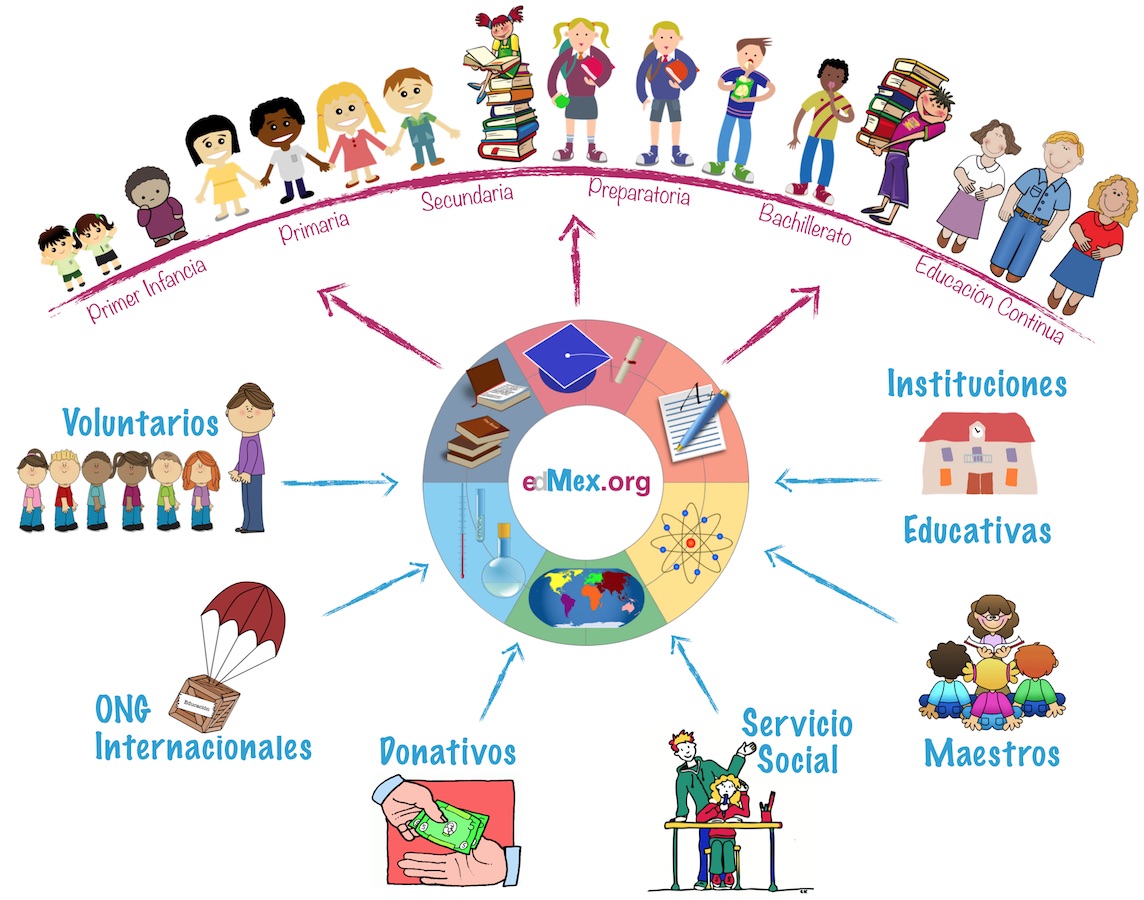 Primer Infancia
Primaria
Secundaria
Preparatoria
Bachillerato
Educación Continua
edMex.org
Voluntarios
Instituciones
Educativas
ONG
Internacionales
Educación
Donativos
Servicio
Social
Maestros